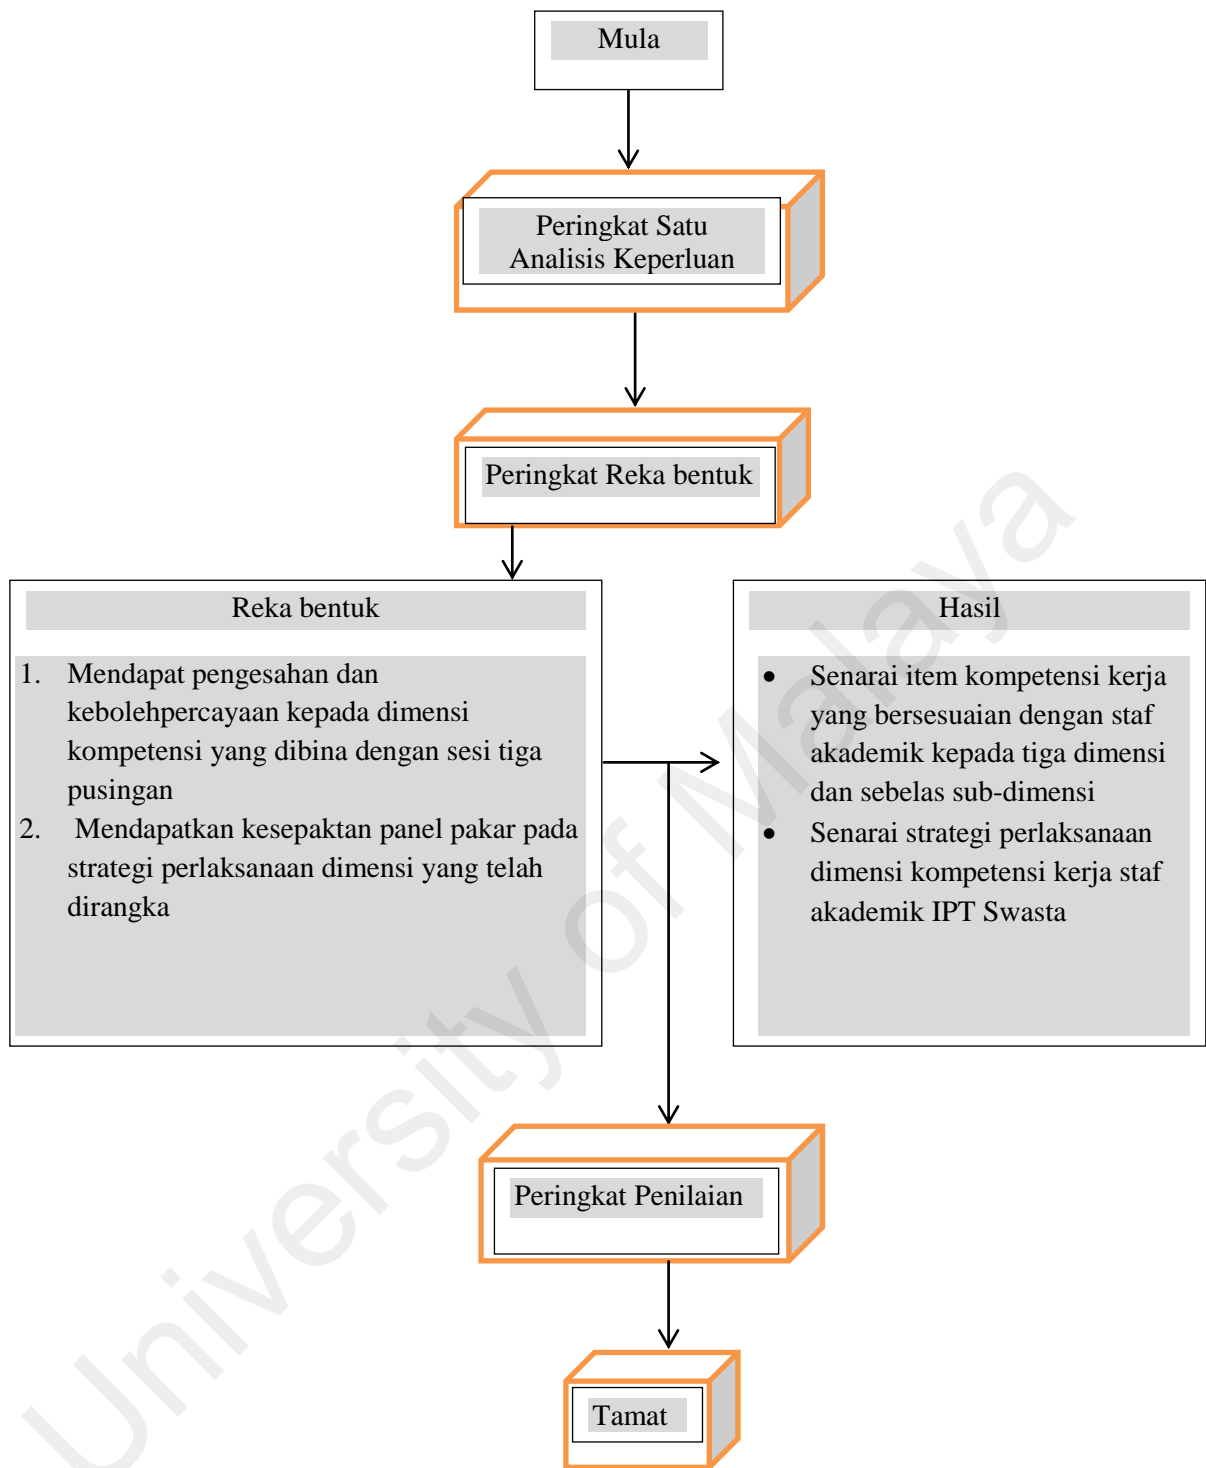 Mula
Peringkat Satu
Analisis Keperluan
Peringkat Reka bentuk
Reka bentuk
1. Mendapat pengesahan dan
kebolehpercayaan kepada dimensi
kompetensi yang dibina dengan sesi tiga
pusingan
2. Mendapatkan kesepaktan panel pakar pada
strategi perlaksanaan dimensi yang telah
dirangka
Hasil
• Senarai item kompetensi kerja
yang bersesuaian dengan staf
akademik kepada tiga dimensi
dan sebelas sub-dimensi
• Senarai strategi perlaksanaan
dimensi kompetensi kerja staf
akademik IPT Swasta
Peringkat Penilaian
Tamat
University of Malaya